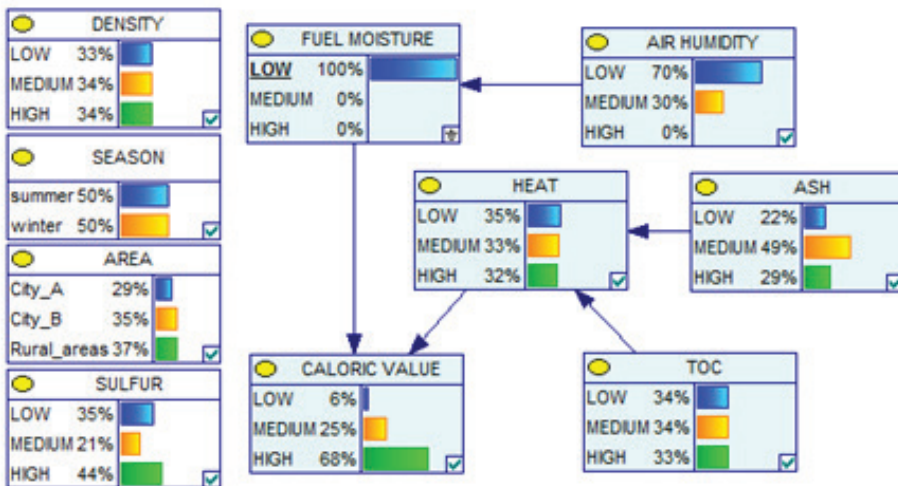 DENSITY
LOW 33%
MEDIUM 34%
HIGH 34%
SEASON
summer 50%
winter 50%
AREA
City_A 29%
City_B 35%
Rural_areas 37%
SULFUR
LOW 35%
MEDIUM 21%
HIGH 44%
FUEL MOISTURE
LOW 100%
MEDIUM 0%
HIGH 0%
AIR HUMIDITY
LOW 70%
MEDIUM 30%
HIGH 0%
HEAT
LOW 35%
MEDIUM 33%
HIGH 32%
ASH
LOW 22%
MEDIUM 49%
HIGH 29%
CALORIC VALUE
LOW 6%
MEDIUM 25%
HIGH 68%
TOC
LOW 34%
MEDIUM 34%
HIGH 33%